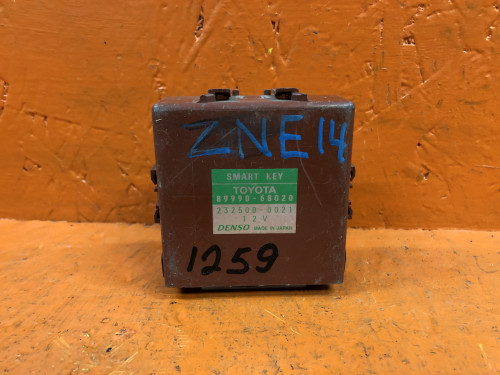 ZNE14
SMART KEY
TOYOTA
89990-68020
232500-0021
12V
DENSO MADE IN JAPAN
1259